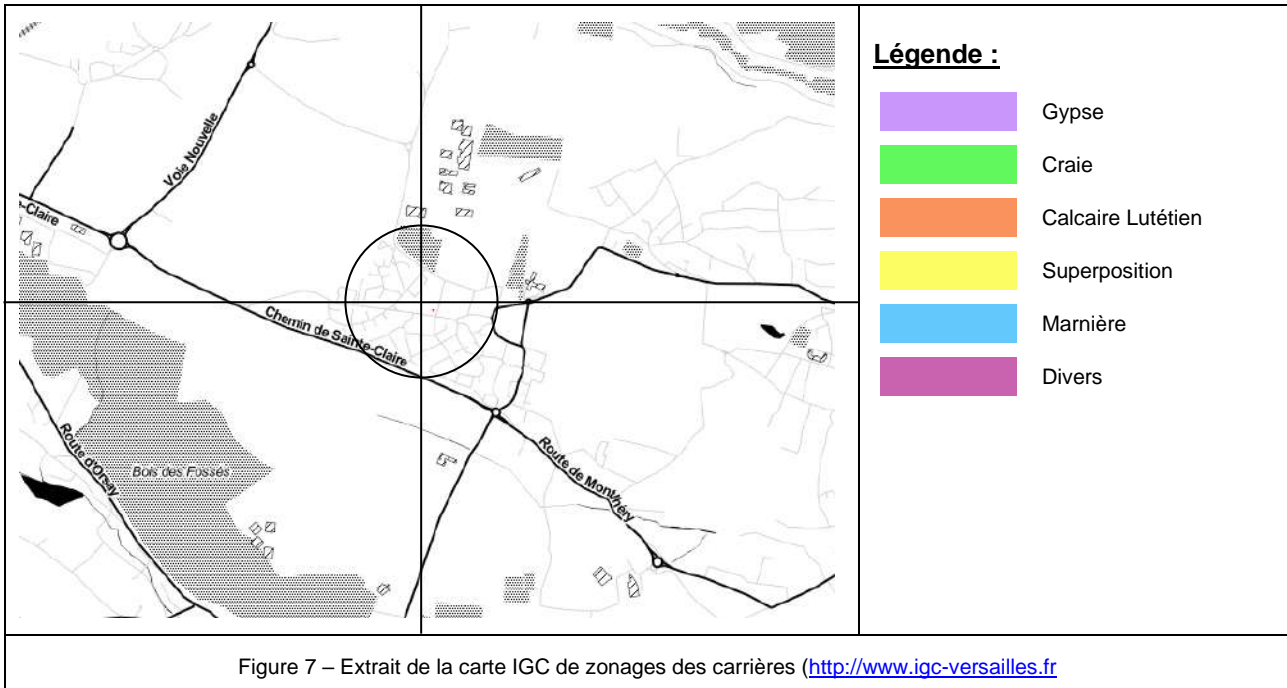 Voie Nouvelle
e-Claire
Chemin de Sainte-Claire
Route d'Orsay
Bois des Fossés
Route de Montlhéry
Légende :
Gypse
Craie
Calcaire Lutétien
Superposition
Marnière
Divers
Figure 7 – Extrait de la carte IGC de zonages des carrières (http://www.igc-versailles.fr